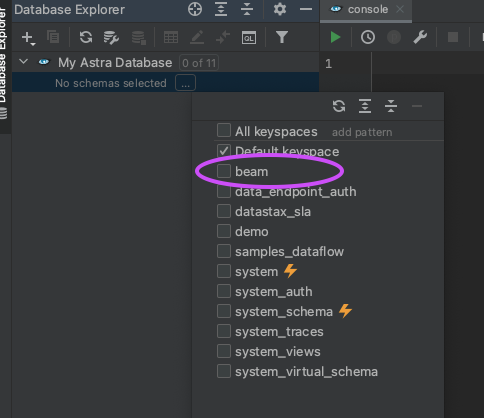 Database Explorer
console
Database Explorer
My Astra Database 0 of 11
1
No schemas selected ...
All keyspaces add pattern
Default keyspace
beam
data_endpoint_auth
datastax_sla
demo
samples_dataflow
system
system_auth
system_schema
system_traces
system_views
system_virtual_schema
QL